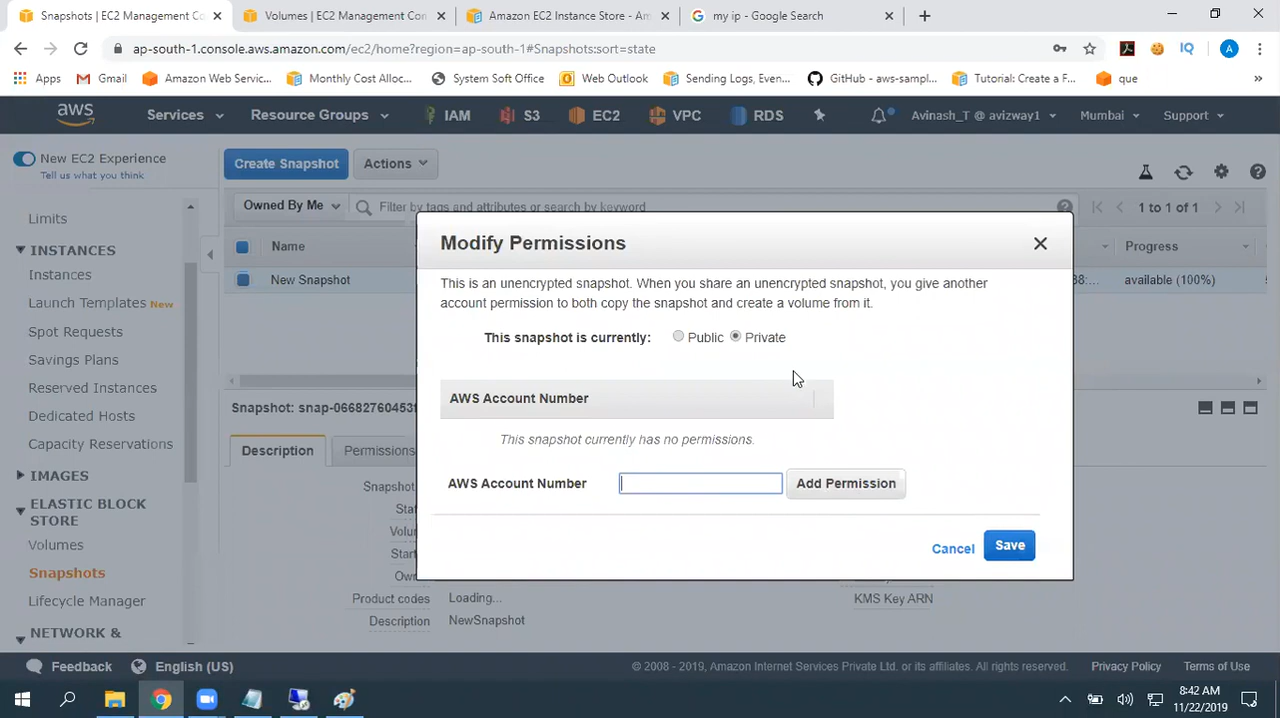 Snapshots | EC2 Management Co
Volumes | EC2 Management Con
Amazon EC2 Instance Store - Am
my ip - Google Search
ap-south-1.console.aws.amazon.com/ec2/home?region=ap-south-1#Snapshots:sort=state
A
Apps
Gmail
Amazon Web Servic...
Monthly Cost Alloc...
System Soft Office
Web Outlook
Sending Logs, Even...
GitHub - aws-sampl...
Tutorial: Create a F...
que
»
aws
Services
Resource Groups
IAM
S3
EC2
VPC
RDS
Avinash_T @ avizway1
Mumbai
Support
New EC2 Experience
Tell us what you think
Create Snapshot
Actions
Limits
INSTANCES
Instances
Launch Templates New
Spot Requests
Savings Plans
Reserved Instances
Dedicated Hosts
Capacity Reservations
IMAGES
ELASTIC BLOCK
STORE
Volumes
Snapshots
Lifecycle Manager
NETWORK &
Owned By Me
Filter by tags and attributes or search by keyword
1 to 1 of 1
Name
Progress
New Snapshot
38:...
available (100%)
Snapshot: snap-06682760453f
Description
Permissions
Snapshot
Stat
Volu
Start
Own
Product codes
Loading...
KMS Key ARN
Description
NewSnapshot
Modify Permissions
This is an unencrypted snapshot. When you share an unencrypted snapshot, you give another
account permission to both copy the snapshot and create a volume from it.
This snapshot is currently:
Public
Private
AWS Account Number
This snapshot currently has no permissions.
AWS Account Number
Add Permission
Cancel
Save
Feedback
English (US)
© 2008 - 2019, Amazon Internet Services Private Ltd. or its affiliates. All rights reserved.
Privacy Policy
Terms of Use
8:42 AM
11/22/2019